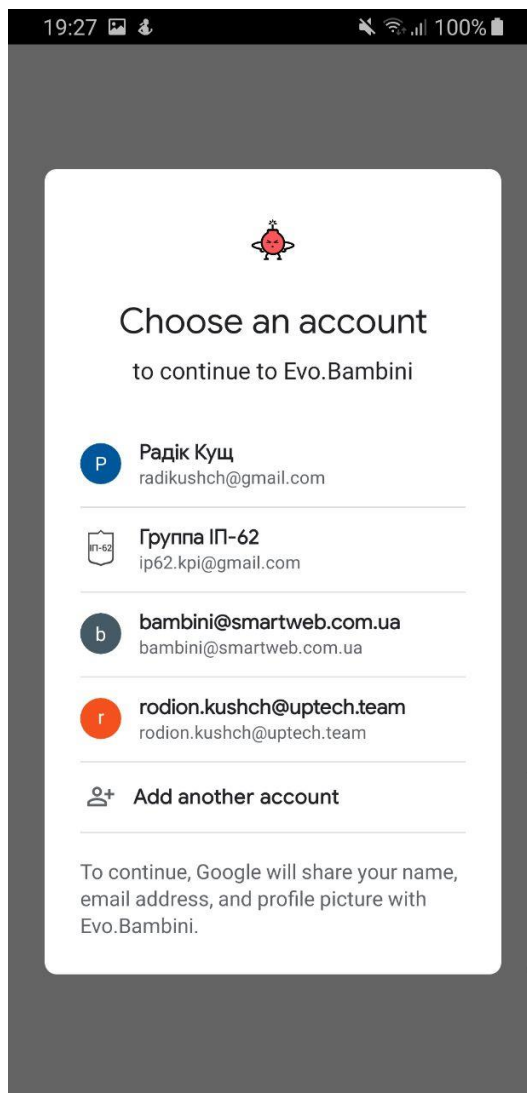 19:27 100%
Choose an account
to continue to Evo.Bambini
Р
Радік Кущ
radikushch@gmail.com
ІП-62
Группа ІП-62
ip62.kpi@gmail.com
b
bambini@smartweb.com.ua
bambini@smartweb.com.ua
r
rodion.kushch@uptech.team
rodion.kushch@uptech.team
Add another account
To continue, Google will share your name,
email address, and profile picture with
Evo.Bambini.